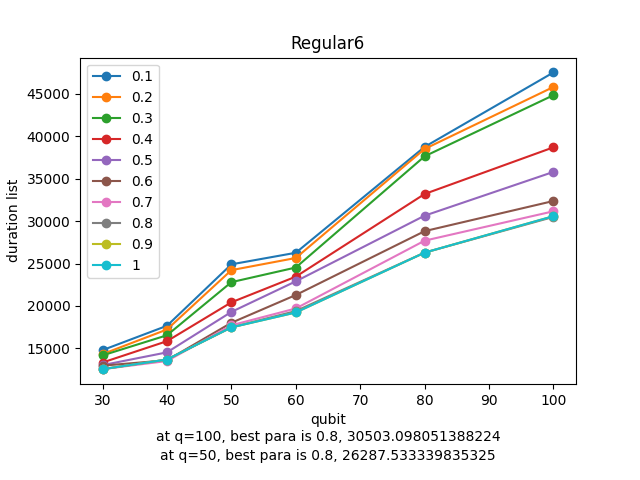 Regular6
0.1
0.2
0.3
0.4
0.5
0.6
0.7
0.8
0.9
1
45000
40000
35000
30000
25000
20000
15000
duration list
30 40 50 60 70 80 90 100
qubit
at q=100, best para is 0.8, 30503.098051388224
at q=50, best para is 0.8, 26287.533339835325